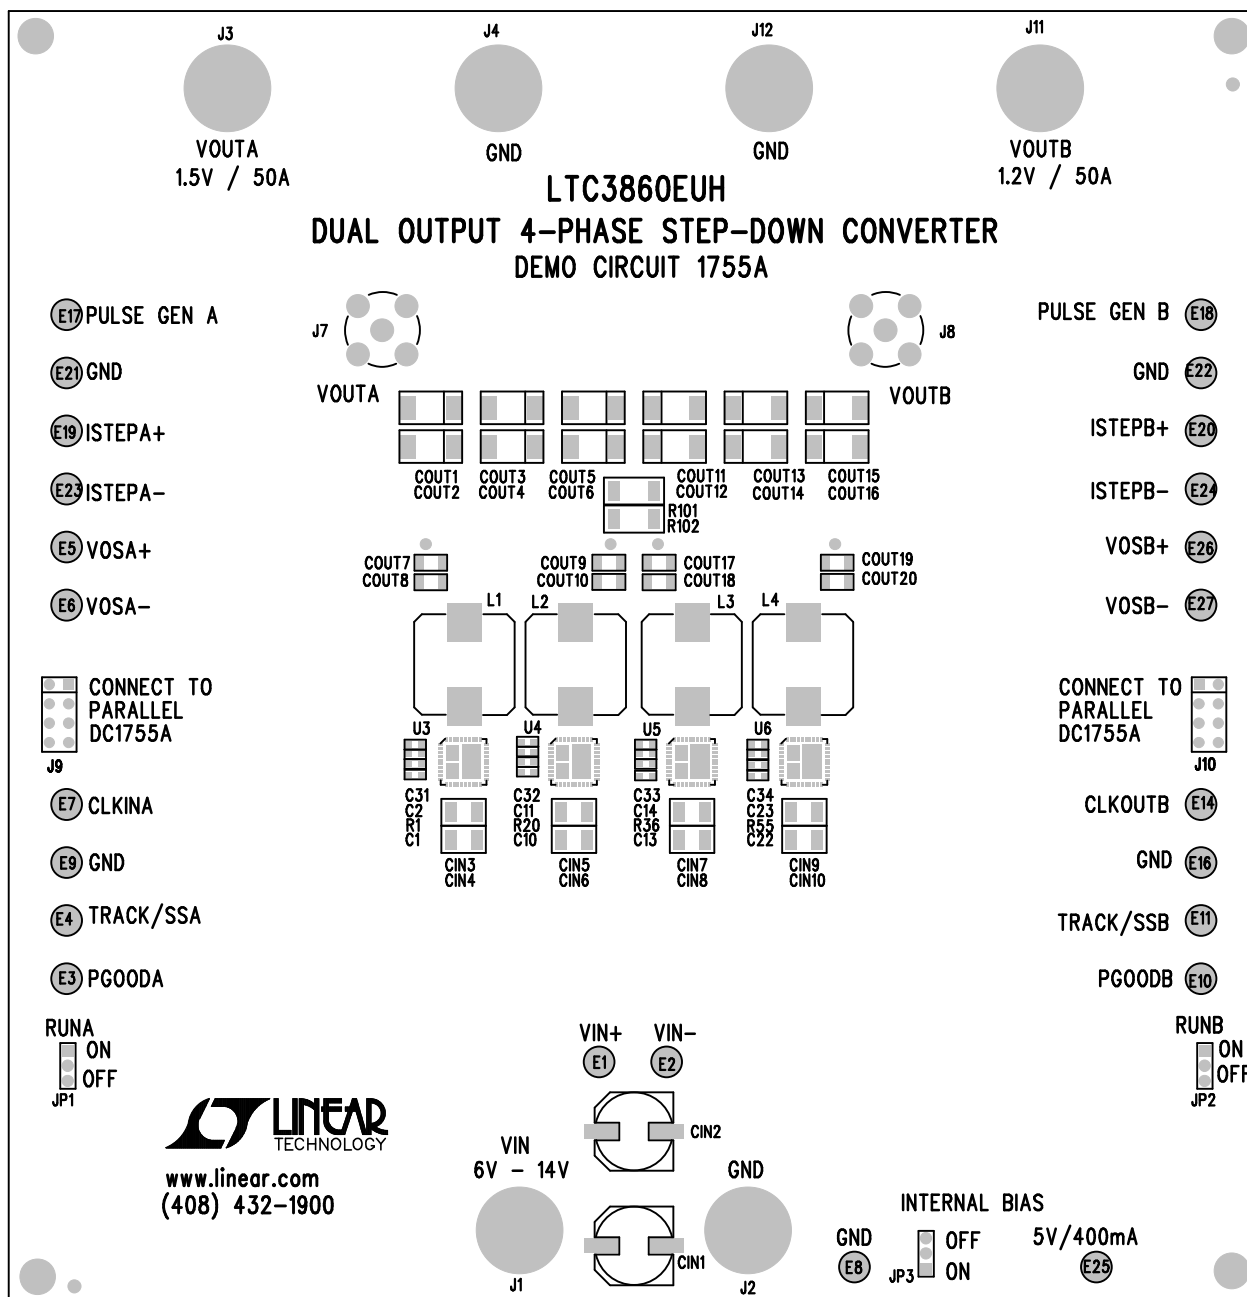 J3
J4
J12
J11
VOUTA
1.5V / 50A
GND
GND
VOUTB
1.2V / 50A
LTC3860EUH
DUAL OUTPUT 4-PHASE STEP-DOWN CONVERTER
DEMO CIRCUIT 1755A
E17 PULSE GEN A
J7
J8
PULSE GEN B E18
E21 GND
GND E22
VOUTA
VOUTB
E19 ISTEPA+
ISTEPB+ E20
COUT1
COUT2
COUT3
COUT4
COUT5
COUT6
COUT11
COUT12
COUT13
COUT14
COUT15
COUT16
E23 ISTEPA-
ISTEPB- E24
R101
R102
E5 VOSA+
VOSB+ E26
COUT7
COUT8
COUT9
COUT10
COUT17
COUT18
COUT19
COUT20
E6 VOSA-
L1
L2
L3
L4
VOSB- E27
CONNECT TO
PARALLEL
DC1755A
J9
CONNECT TO
PARALLEL
DC1755A
J10
U3
U4
U5
U6
C31
C2
R1
C1
C32
C11
R20
C10
C33
C14
R36
C13
C34
C23
R55
C22
E7 CLKINA
CLKOUTB E14
CIN3
CIN4
CIN5
CIN6
CIN7
CIN8
CIN9
CIN10
E9 GND
GND E16
E4 TRACK/SSA
TRACK/SSB E11
E3 PGOODA
PGOODB E10
RUNA
ON
OFF
JP1
VIN+
E1
VIN-
E2
RUNB
ON
OFF
JP2
LINEAR
TECHNOLOGY
www.linear.com
(408) 432-1900
CIN2
VIN
6V - 14V
GND
J1
CIN1
J2
INTERNAL BIAS
GND
E8
OFF
JP3 ON
5V/400mA
E25